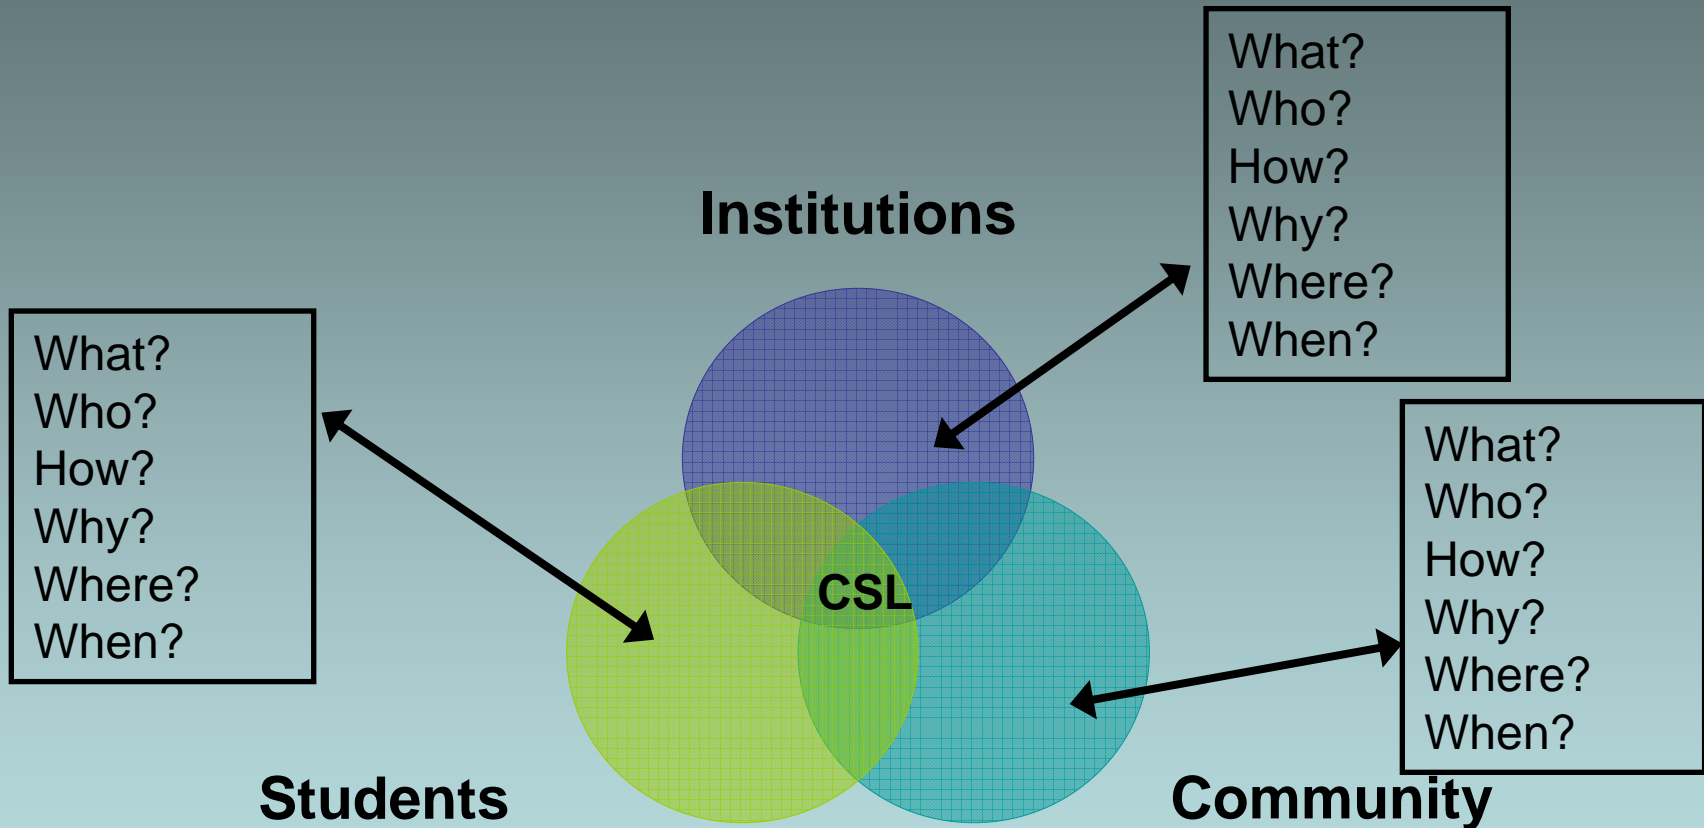 Institutions
What?
Who?
How?
Why?
Where?
When?
What?
Who?
How?
Why?
Where?
When?
What?
Who?
How?
Why?
Where?
When?
CSL
Students
Community